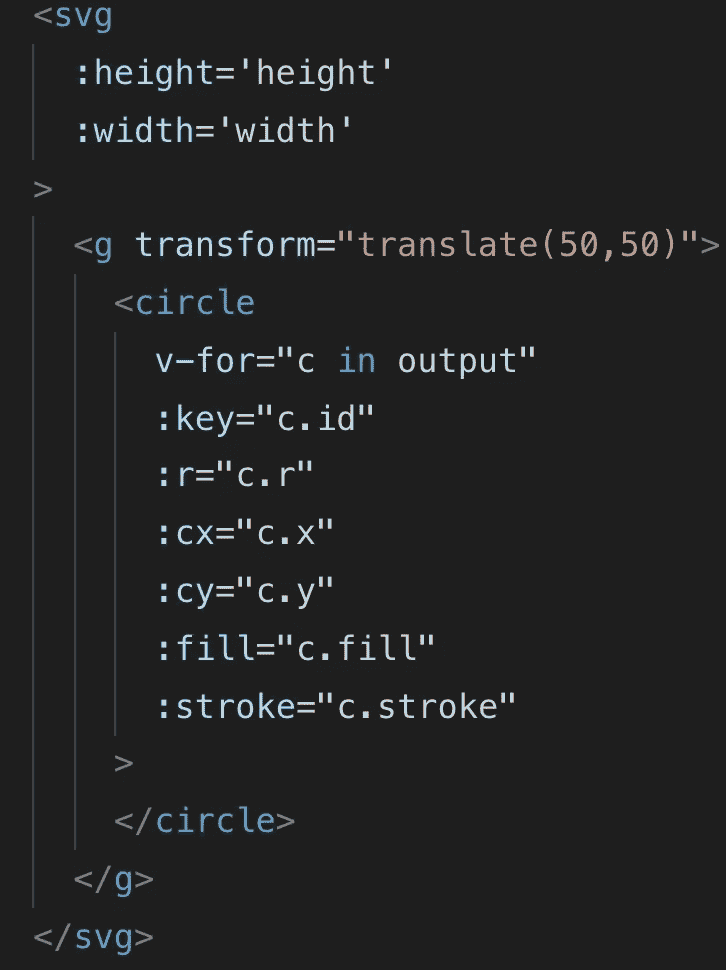 <svg
:height='height'
:width='width'
>
<g transform="translate(50,50)">
<circle
v-for="c in output"
:key="c.id"
:r="c.r"
:cx="c.x"
:cy="c.y"
:fill="c.fill"
:stroke="c.stroke"
>
</circle>
</g>
</svg>